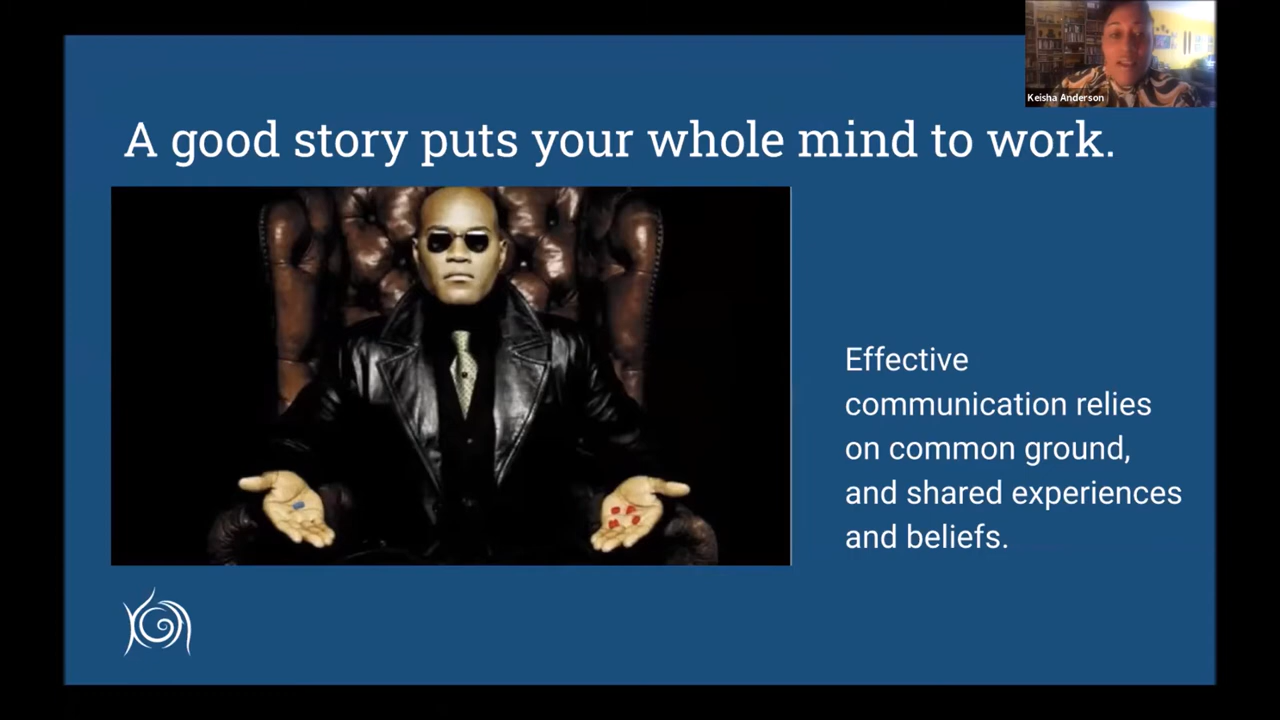 Keisha Anderson
A good story puts your whole mind to work.
Effective
communication relies
on common ground,
and shared experiences
and beliefs.